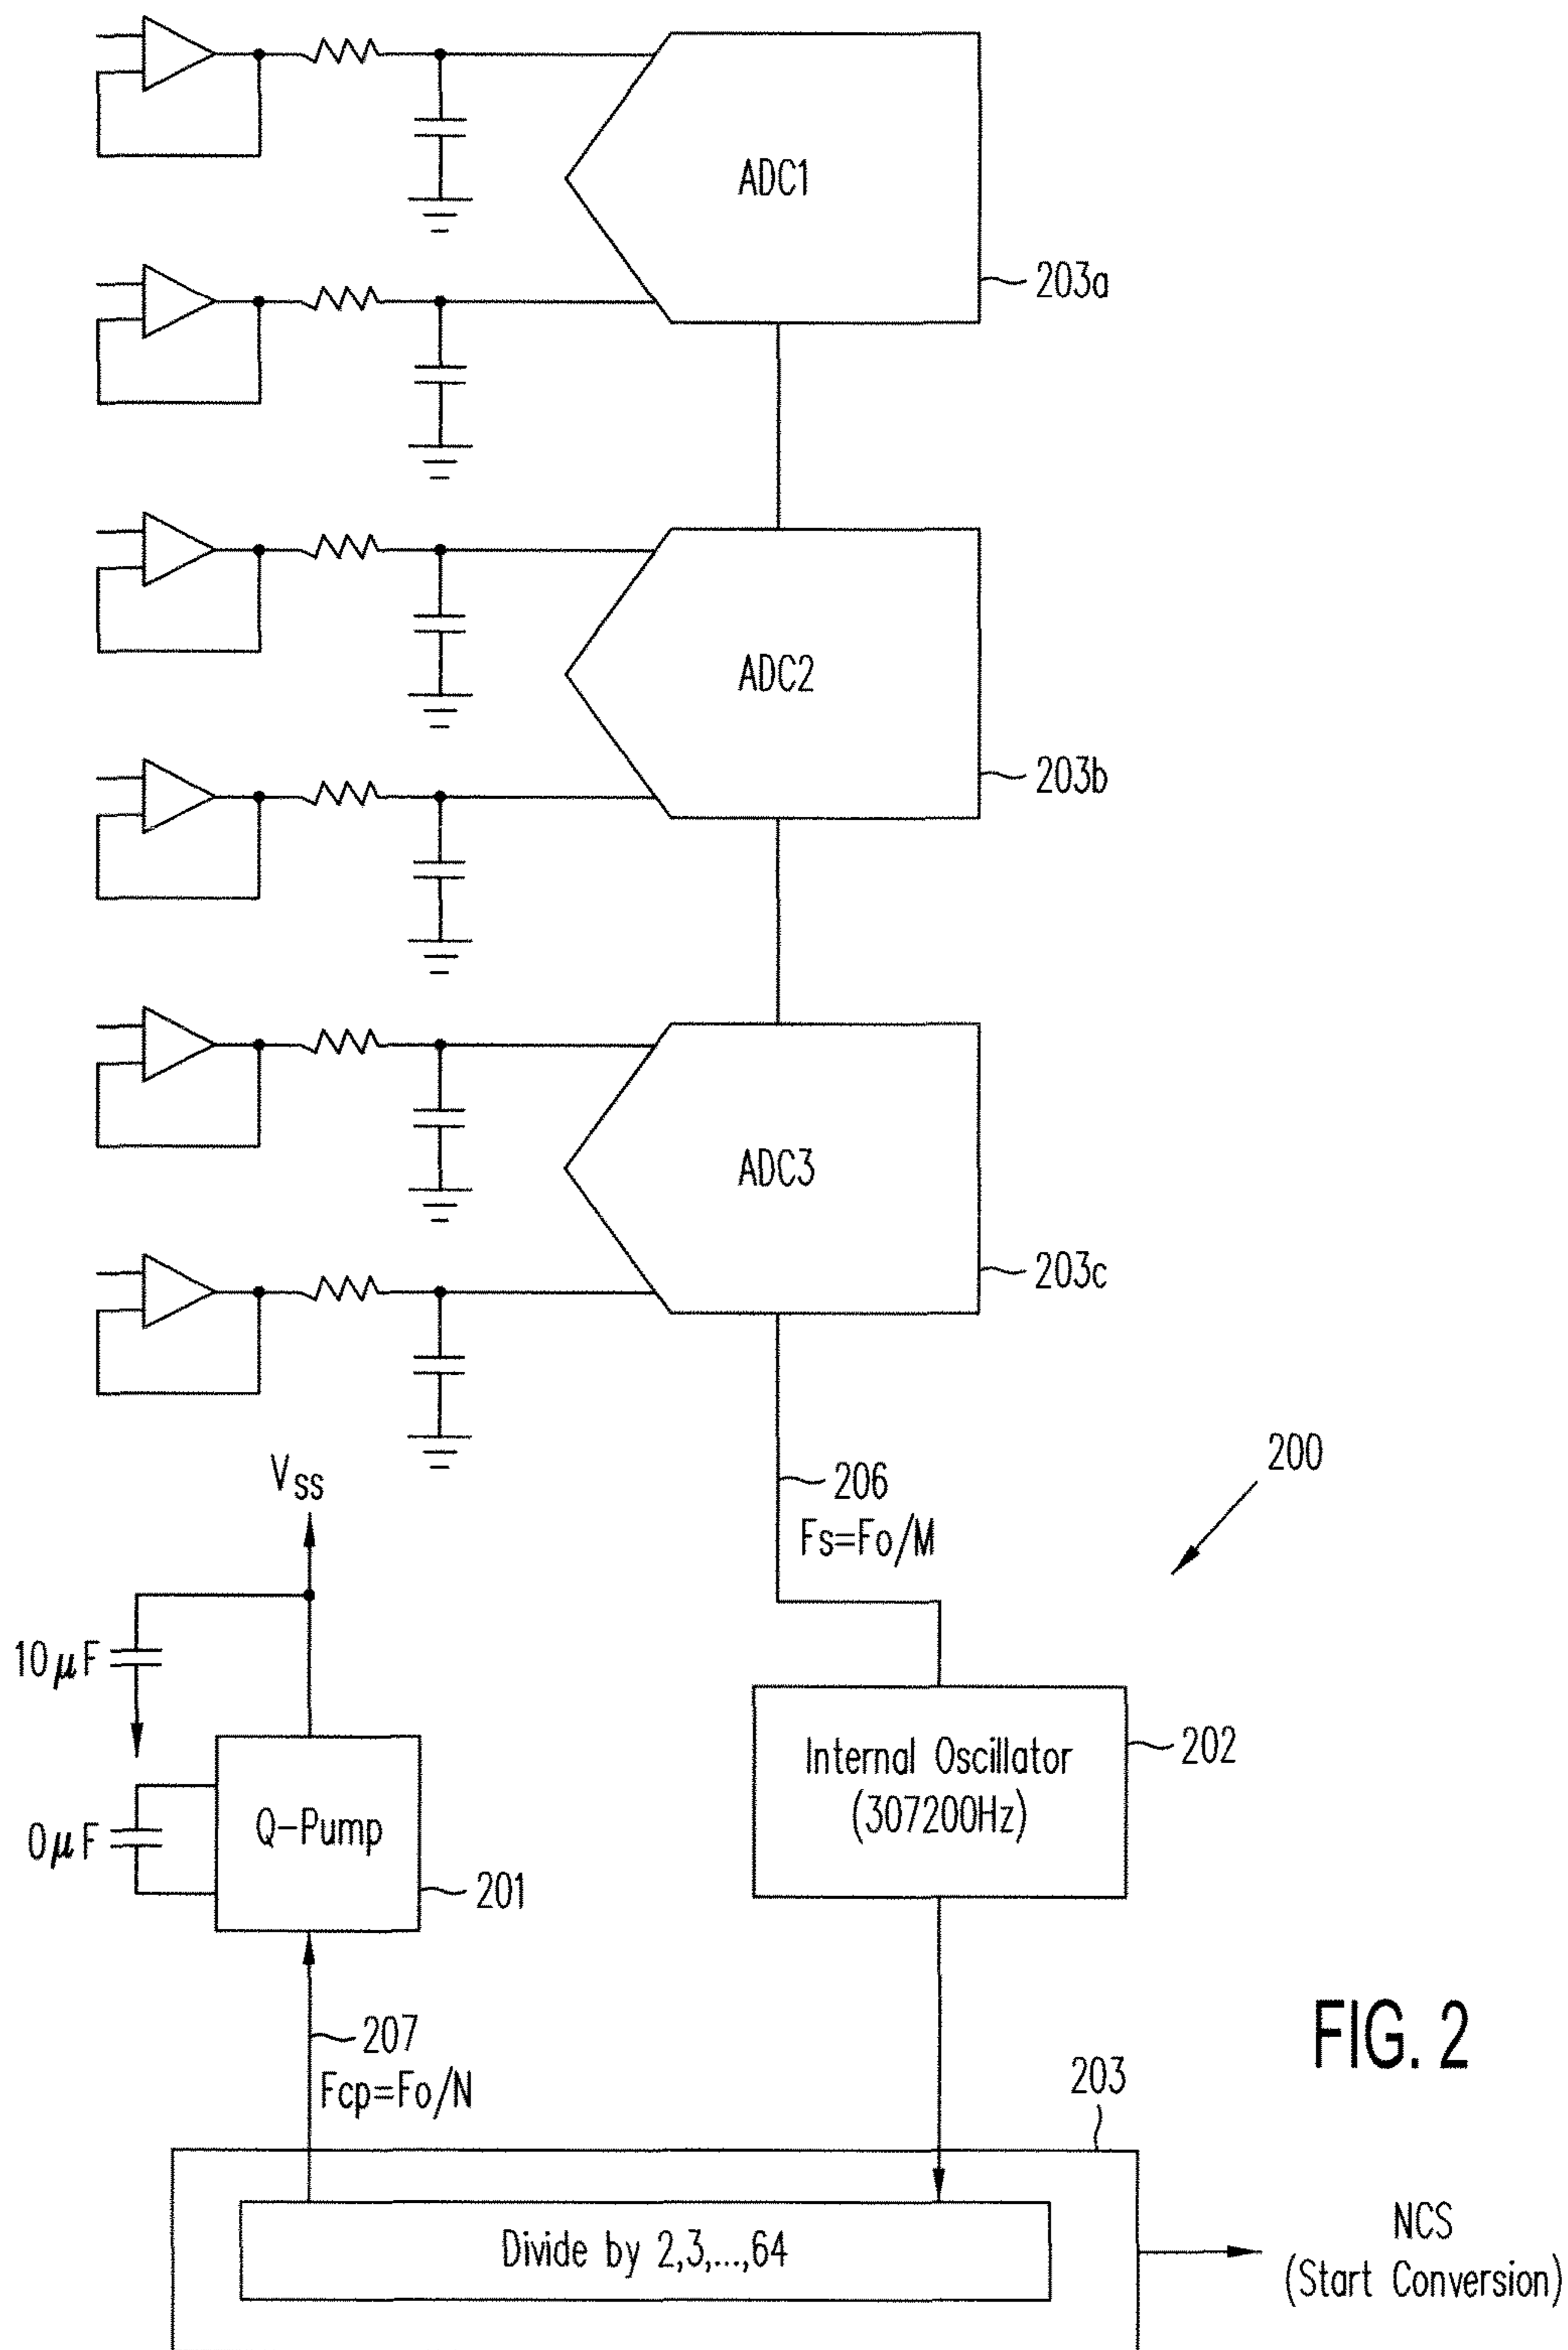 ADC1
203a
ADC2
203b
ADC3
203c
206
Fs=Fo/M
200
VSS
10μF
0μF
Q-Pump
201
Internal Oscillator
(307200Hz)
202
207
Fcp=Fo/N
FIG. 2
203
Divide by 2,3,...,64
NCS
(Start Conversion)